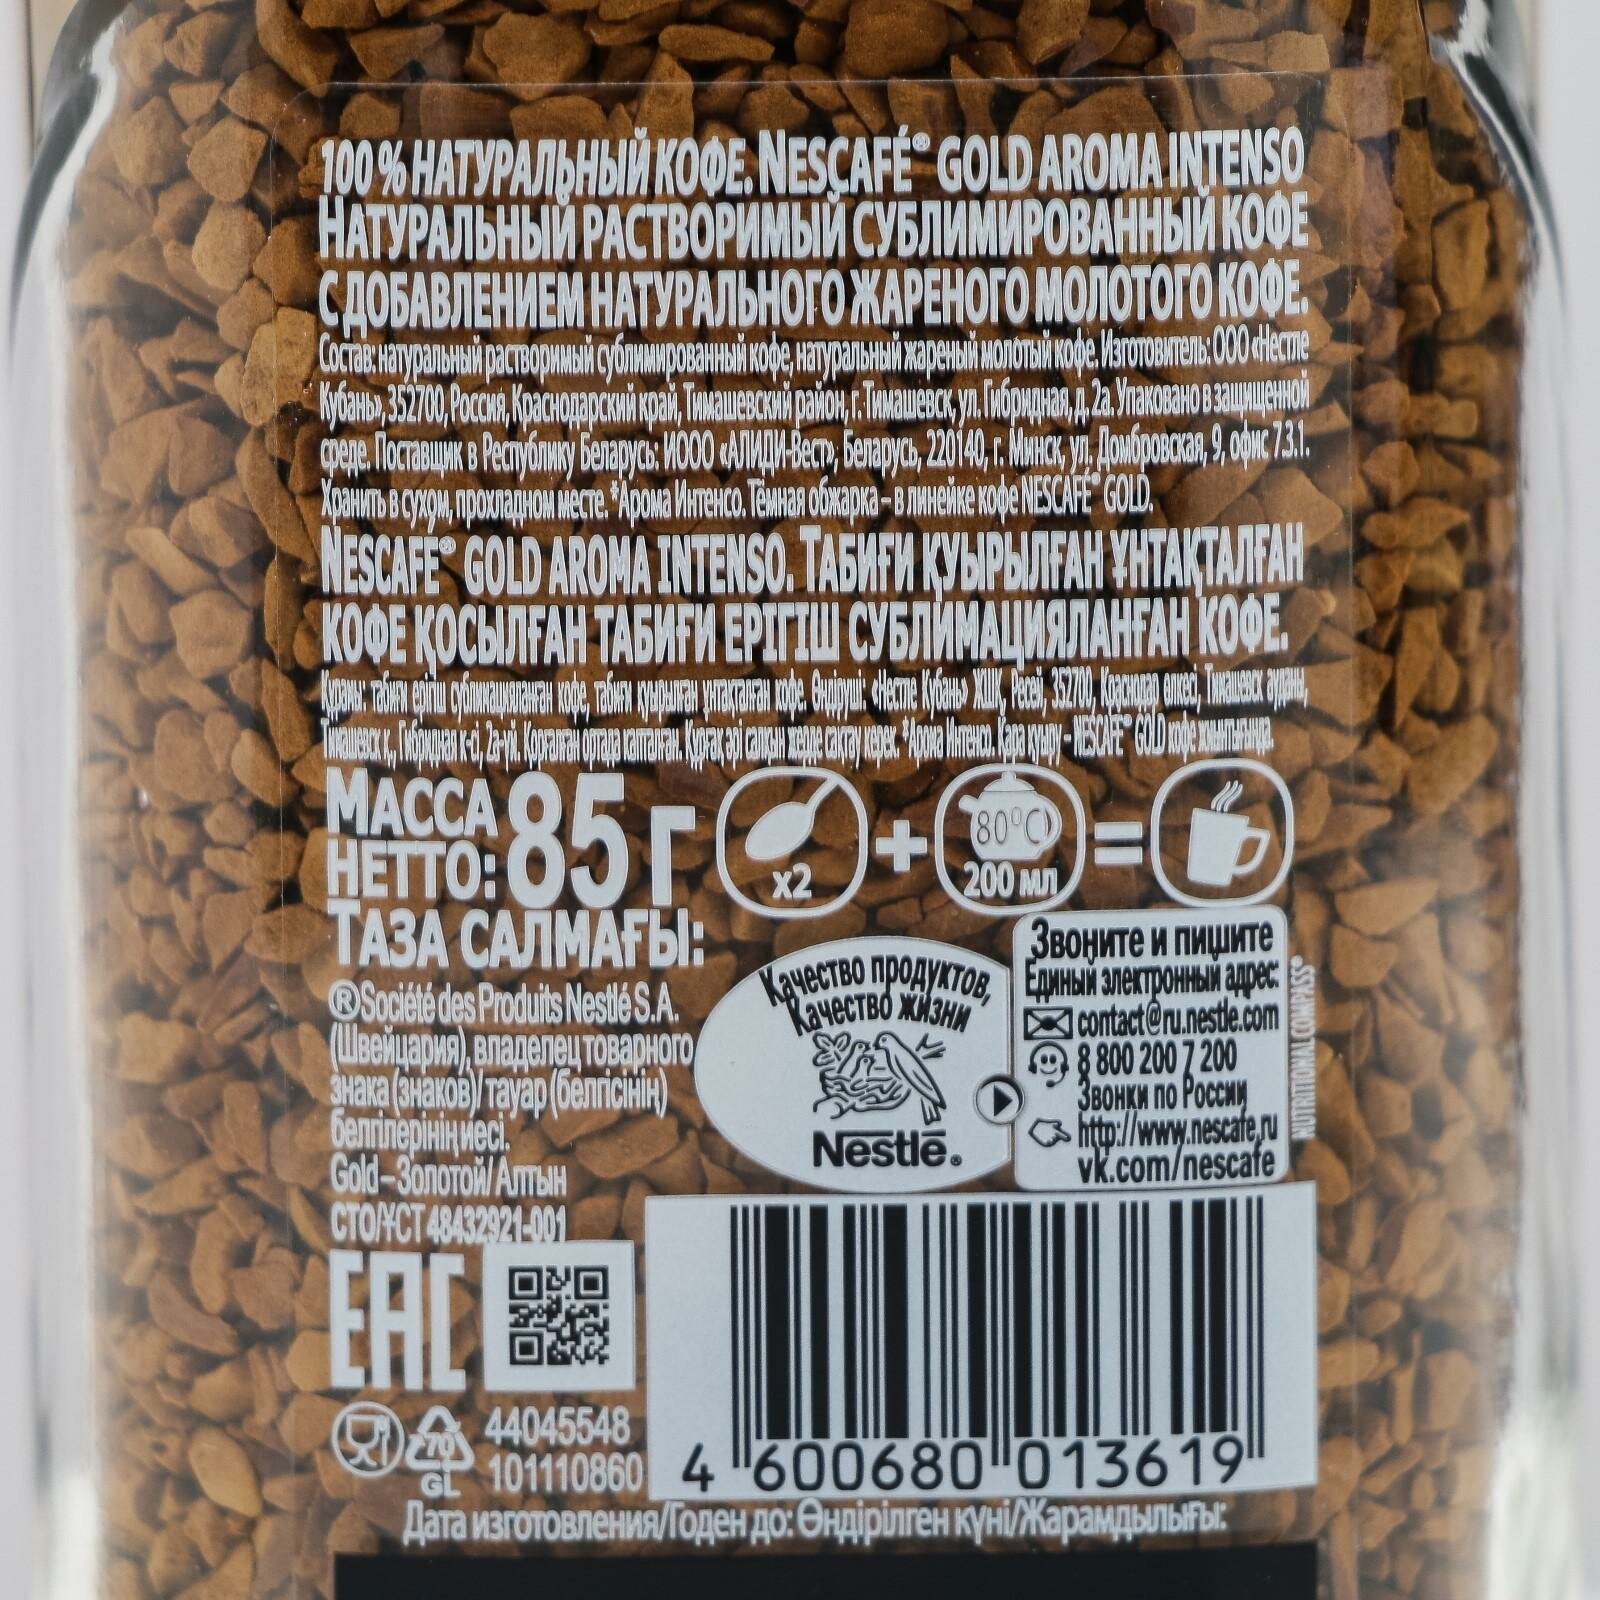 100 % НАТУРАЛЬНЫЙ КОФЕ. NESCAFÉ® GOLD AROMA INTENSO
НАТУРАЛЬНЫЙ РАСТВОРИМЫЙ СУБЛИМИРОВАННЫЙ КОФЕ
С ДОБАВЛЕНИЕМ НАТУРАЛЬНОГО ЖАРЕНОГО МОЛОТОГО КОФЕ.
Состав: натуральный растворимый сублимированный кофе, натуральный жареный молотый кофе. Изготовитель: ООО «Нестле
Кубань», 352700, Россия, Краснодарский край, Тимашевский район, г. Тимашевск, ул. Гибридная, д. 2а. Упаковано в защищенной
среде. Поставщик в Республику Беларусь: ИООО «АЛИДИ-Вест», Беларусь, 220140, г. Минск, ул. Домбровская, 9, офис 7.3.1.
Хранить в сухом, прохладном месте. *Арома Интенсо. Тёмная обжарка – в линейке кофе NESCAFÉ® GOLD.
NESCAFÉ® GOLD AROMA INTENSO. ТАБИҒИ ҚУЫРЫЛҒАН ҰНТАҚТАЛҒАН
КОФЕ ҚОСЫЛҒАН ТАБИҒИ ЕРІГІШ СУБЛИМАЦИЯЛАНҒАН КОФЕ.
Құрамы: табиғи ерігіш сублимацияланған кофе, табиғи қуырылған ұнтақталған кофе. Өндіруші: «Нестле Кубань» ЖШҚ, Ресей, 352700, Краснодар өлкесі, Тимашевск ауданы,
Тимашевск қ., Гибридная к-сі, 2а-үй. Қорғалған ортада қапталған. Құрғақ әрі салқын жерде сақтау керек. *Арома Интенсо. Қара қуыру – NESCAFÉ® GOLD кофе желісінде.
МАССА
НЕТТО: 85 г
ТАЗА САЛМАҒЫ:
x2
+
80°C
200 мл
=
®Société des Produits Nestlé S.A.
(Швейцария), владелец товарного
знака (знаков)/ тауар (белгісінің)
белгілерінің иесі.
Gold – Золотой/ Алтын
СТО/ҰСТ 48432921-001
Качество продуктов,
Качество жизни
Nestlé®
Звоните и пишите
Единый электронный адрес:
contact@ru.nestle.com
8 800 200 7 200
Звонки по России
http://www.nescafe.ru
vk.com/nescafe
NUTRITIONAL COMPASS®
EAC
70
GL
44045548
101110860
4 600680 013619
Дата изготовления/Годен до: Өндірілген күні/Жарамдылығы: